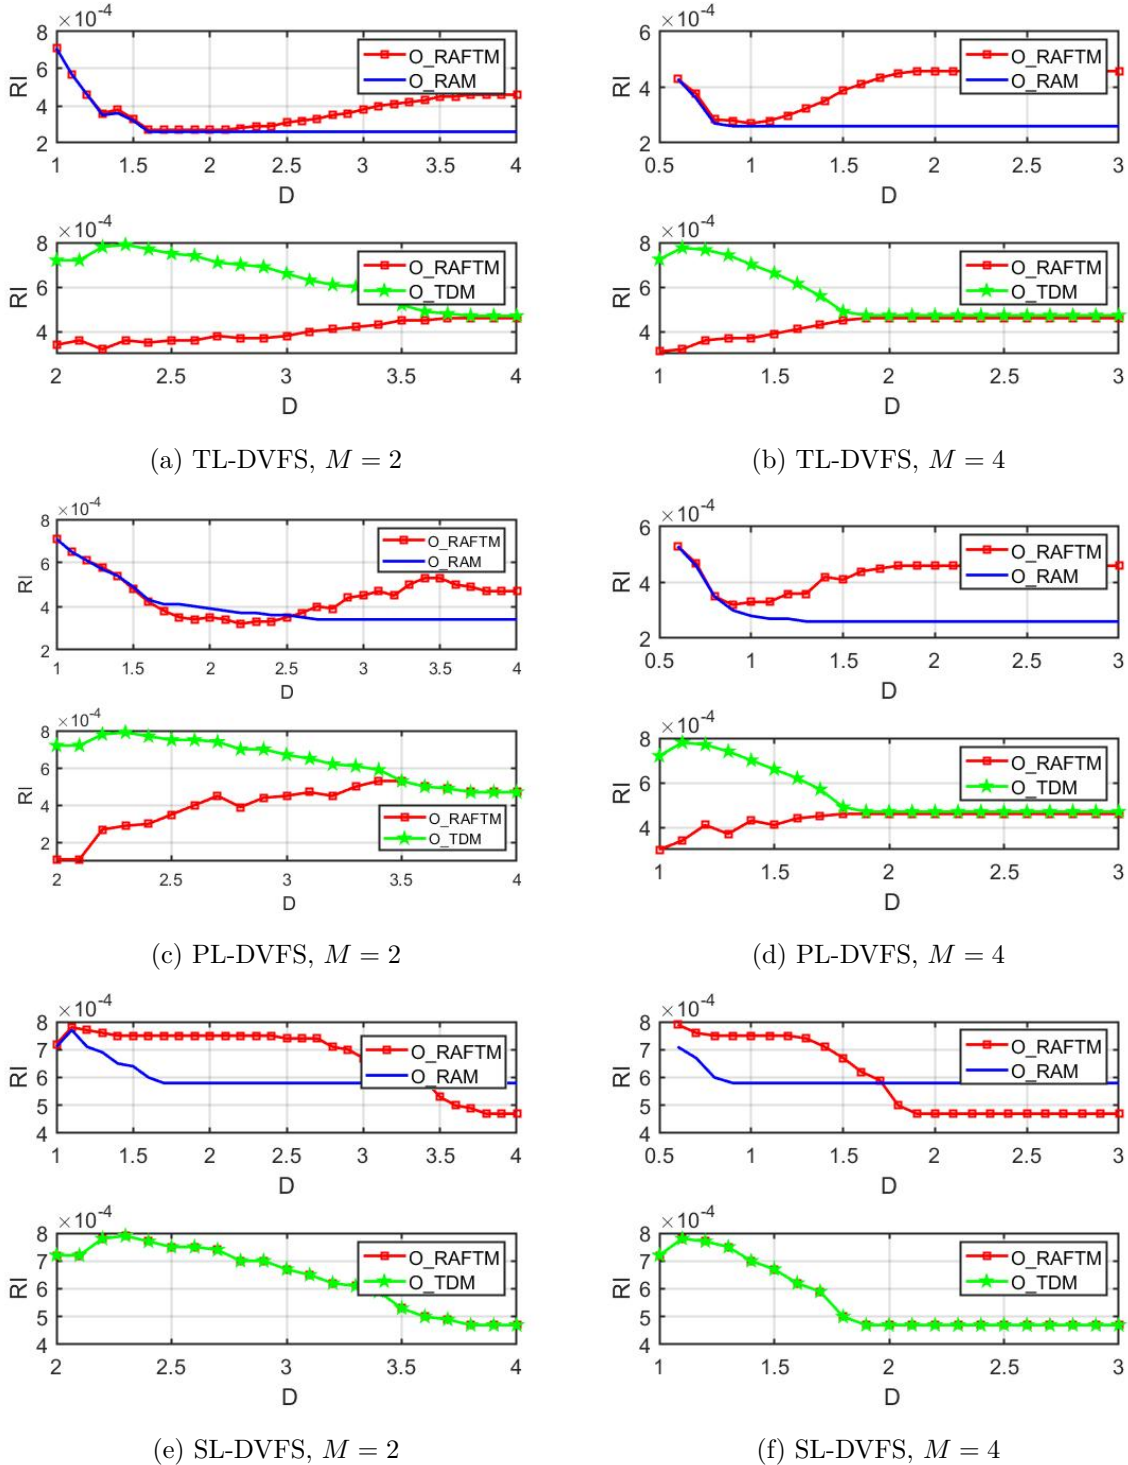 ×10⁻⁴
8
6
4
2
RI
O_RAFTM
O_RAM
1 1.5 2 2.5 3 3.5 4
D
×10⁻⁴
8
6
4
RI
O_RAFTM
O_TDM
2 2.5 3 3.5 4
D
(a) TL-DVFS, M = 2
×10⁻⁴
6
4
2
RI
O_RAFTM
O_RAM
0.5 1 1.5 2 2.5 3
D
×10⁻⁴
8
6
4
RI
O_RAFTM
O_TDM
1 1.5 2 2.5 3
D
(b) TL-DVFS, M = 4
×10⁻⁴
8
6
4
2
RI
O_RAFTM
O_RAM
1 1.5 2 2.5 3 3.5 4
D
×10⁻⁴
8
6
4
2
RI
O_RAFTM
O_TDM
2 2.5 3 3.5 4
D
(c) PL-DVFS, M = 2
×10⁻⁴
6
4
2
RI
O_RAFTM
O_RAM
0.5 1 1.5 2 2.5 3
D
×10⁻⁴
8
6
4
RI
O_RAFTM
O_TDM
1 1.5 2 2.5 3
D
(d) PL-DVFS, M = 4
×10⁻⁴
8
7
6
5
4
RI
O_RAFTM
O_RAM
1 1.5 2 2.5 3 3.5 4
D
×10⁻⁴
8
7
6
5
4
RI
O_RAFTM
O_TDM
2 2.5 3 3.5 4
D
(e) SL-DVFS, M = 2
×10⁻⁴
8
7
6
5
4
RI
O_RAFTM
O_RAM
0.5 1 1.5 2 2.5 3
D
×10⁻⁴
8
7
6
5
4
RI
O_RAFTM
O_TDM
1 1.5 2 2.5 3
D
(f) SL-DVFS, M = 4